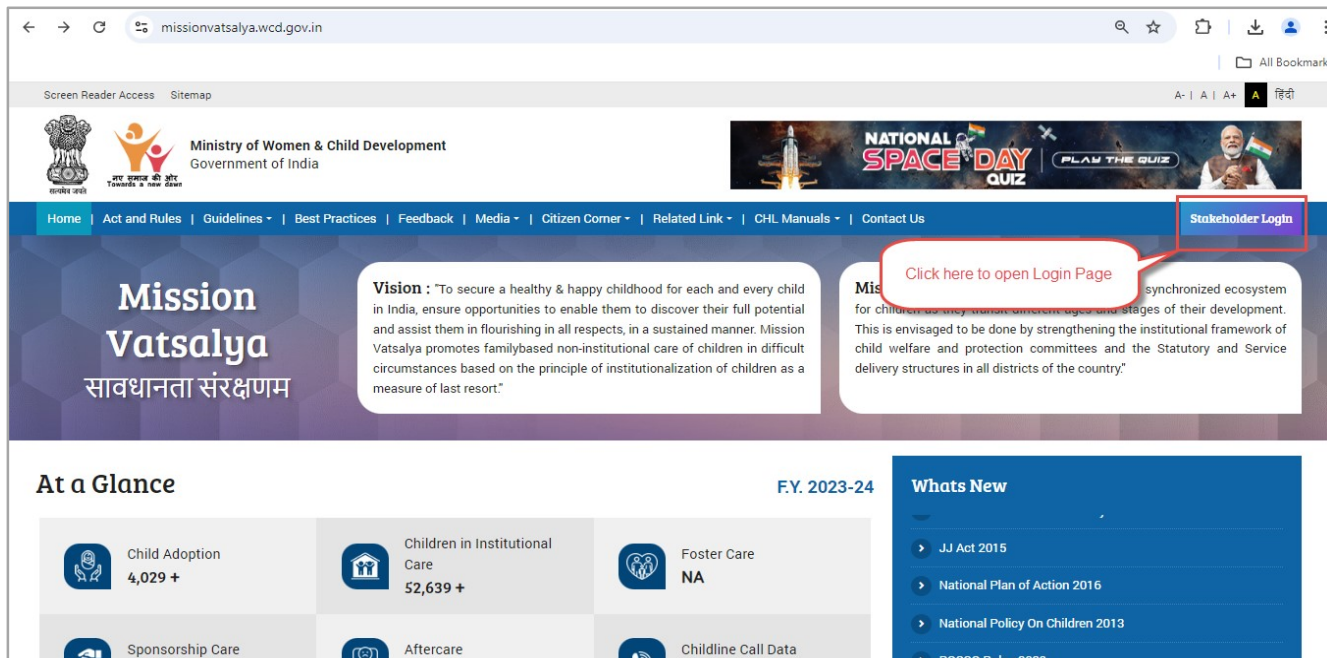 missionvatsalya.wcd.gov.in
All Bookmark
Screen Reader Access Sitemap
A- | A | A+ A हिंदी
सत्यमेव जयते
नए समाज की ओर
Towards a new dawn
Ministry of Women & Child Development
Government of India
NATIONAL
SPACE DAY
QUIZ
PLAY THE QUIZ
Home | Act and Rules | Guidelines | Best Practices | Feedback | Media | Citizen Corner | Related Link | CHL Manuals | Contact Us
Stakeholder Login
Click here to open Login Page
Mission
Vatsalya
सावधानता संरक्षणम
Vision : "To secure a healthy & happy childhood for each and every child
in India, ensure opportunities to enable them to discover their full potential
and assist them in flourishing in all respects, in a sustained manner. Mission
Vatsalya promotes familybased non-institutional care of children in difficult
circumstances based on the principle of institutionalization of children as a
measure of last resort."
Mis
synchronized ecosystem
for children as they transit different ages and stages of their development.
This is envisaged to be done by strengthening the institutional framework of
child welfare and protection committees and the Statutory and Service
delivery structures in all districts of the country."
At a Glance
F.Y. 2023-24
Child Adoption
4,029 +
Children in Institutional
Care
52,639 +
Foster Care
NA
Sponsorship Care
Aftercare
Childline Call Data
Whats New
JJ Act 2015
National Plan of Action 2016
National Policy On Children 2013